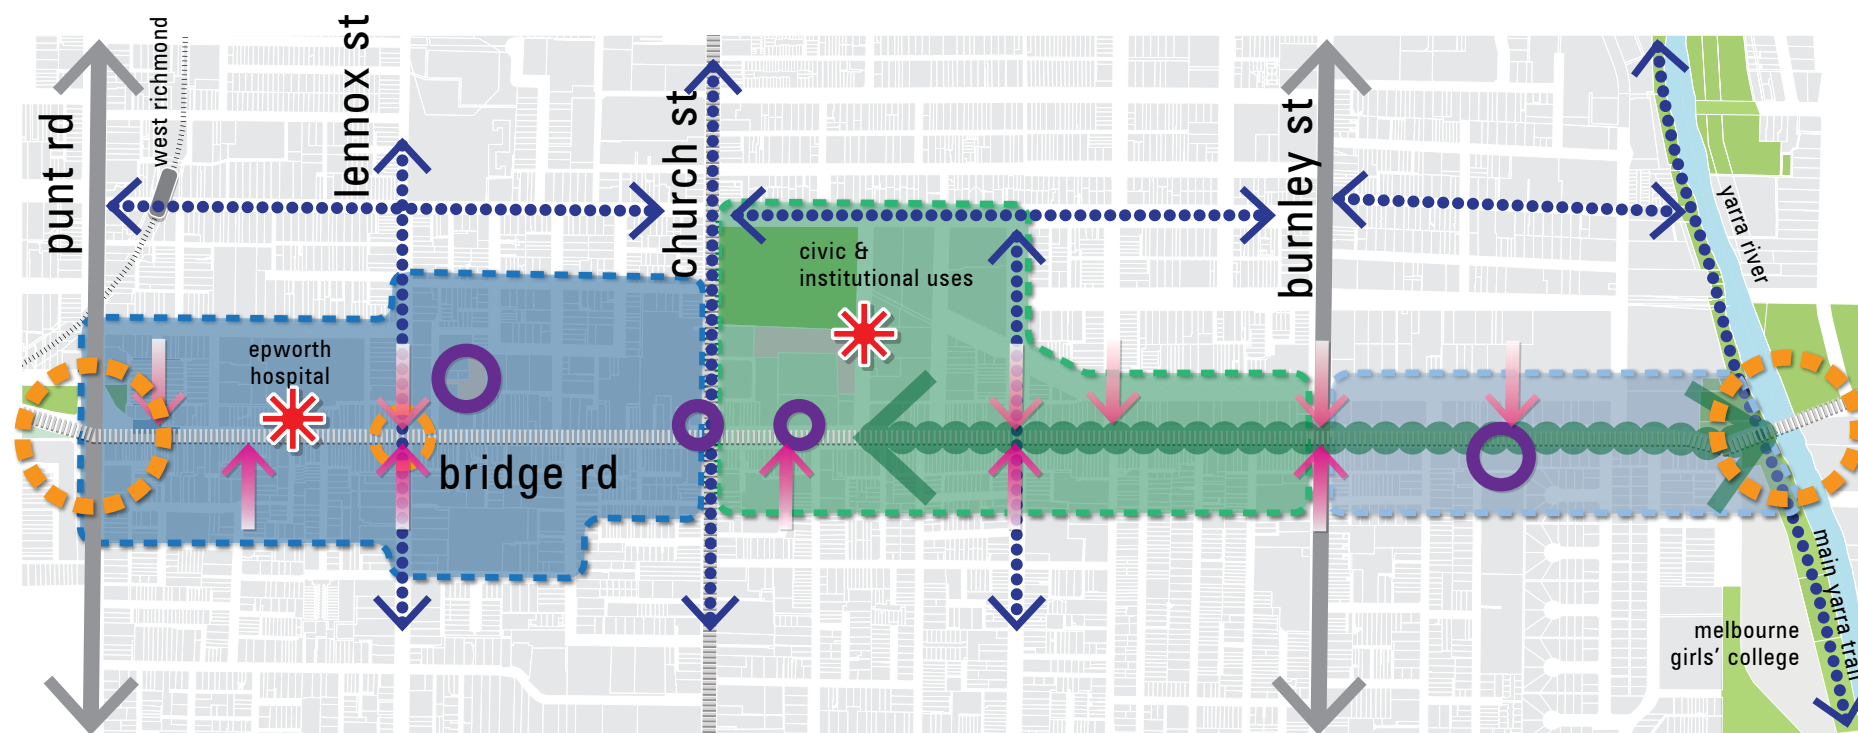 punt rd
west richmond
lennox st
church st
burnley st
yarra river
civic &
institutional uses
epworth
hospital
bridge rd
main yarra trail
melbourne
girls' college